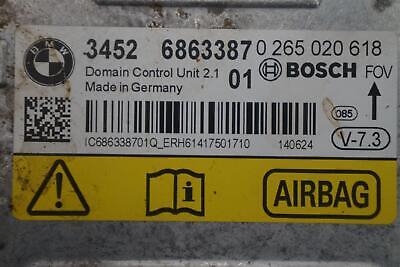 BMW
3452 6863387 0 265 020 618
Domain Control Unit 2.1 01 BOSCH FOV
Made in Germany
085
V-7.3
IC686338701Q_ERH61417501710 140624
AIRBAG